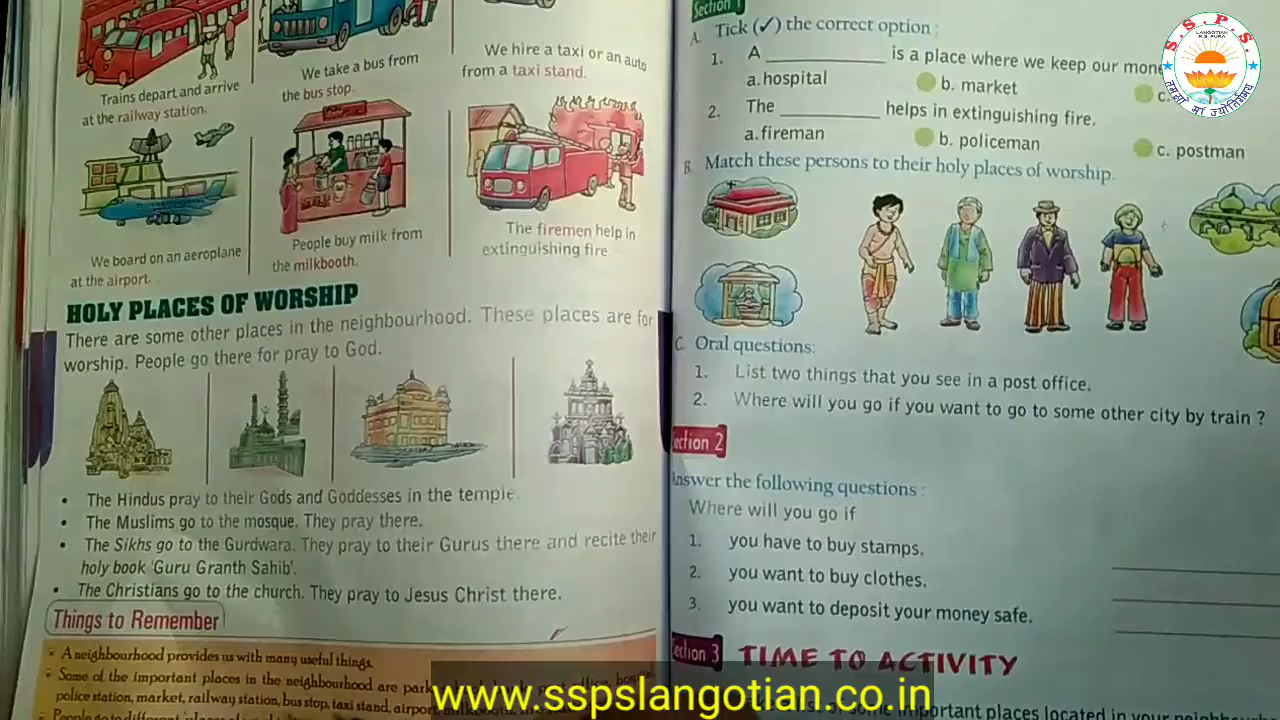 Trains depart and arrive
at the railway station.
We take a bus from
the bus stop.
We hire a taxi or an auto
from a taxi stand.
We board on an aeroplane
at the airport.
People buy milk from
the milkbooth.
The firemen help in
extinguishing fire
HOLY PLACES OF WORSHIP
There are some other places in the neighbourhood. These places are for
worship. People go there for pray to God.
• The Hindus pray to their Gods and Goddesses in the temple.
• The Muslims go to the mosque. They pray there.
• The Sikhs go to the Gurdwara. They pray to their Gurus there and recite their
holy book 'Guru Granth Sahib'.
• The Christians go to the church. They pray to Jesus Christ there.
Things to Remember
A neighbourhood provides us with many useful things.
Some of the important places in the neighbourhood are
police station, market, railway station, bus stop, taxi stand, airport,
Section 1
A. Tick (✓) the correct option :
1. A __________ is a place where we keep our
a. hospital b. market c.
2. The __________ helps in extinguishing fire.
a. fireman b. policeman c. postman
B. Match these persons to their holy places of worship.
C. Oral questions:
1. List two things that you see in a post office.
2. Where will you go if you want to go to some other city by train ?
Section 2
Answer the following questions :
Where will you go if
1. you have to buy stamps.
2. you want to buy clothes.
3. you want to deposit your money safe.
Section 3 TIME TO ACTIVITY
important places located in your
S.S.P.S.
LANGOTIAN
R.S. PURA
तमसो मां ज्योतिर्गमय
www.sspslangotian.co.in